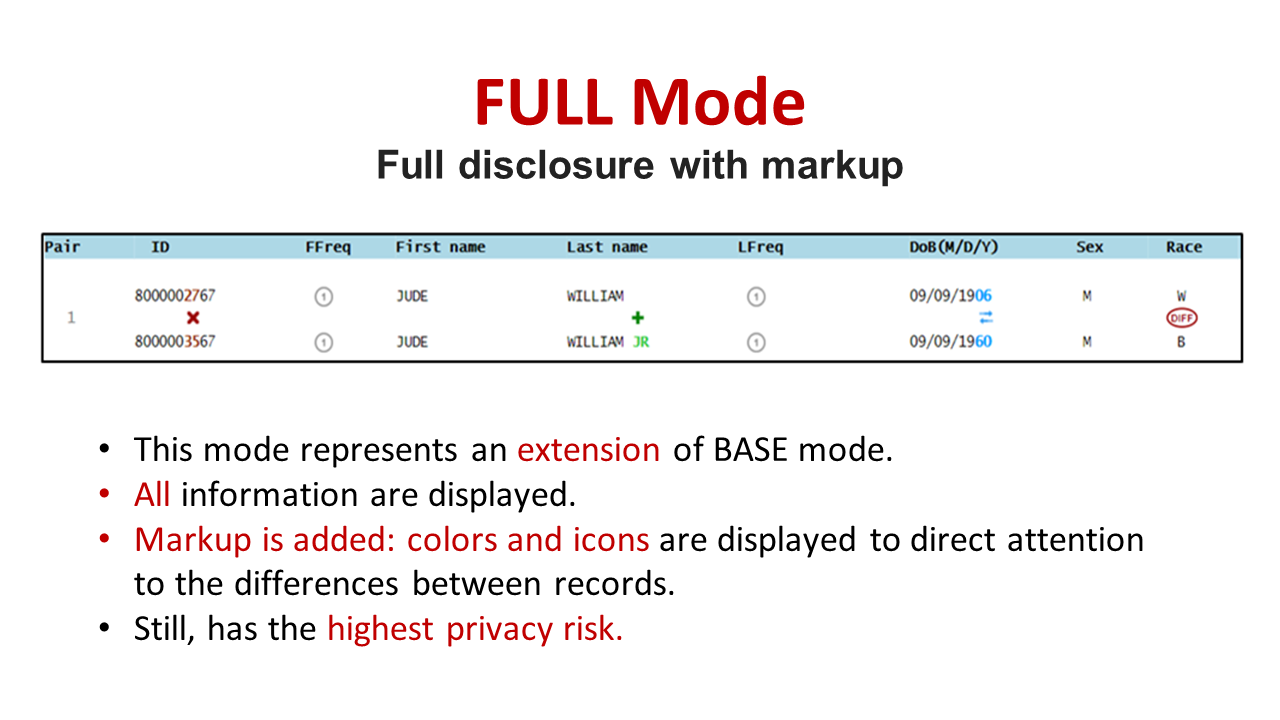 FULL Mode
Full disclosure with markup
Pair ID FFreq First name Last name LFreq DoB(M/D/Y) Sex Race
8000002767 1 JUDE WILLIAM 1 09/09/1906 M W
1 DIFF
8000003567 1 JUDE WILLIAM JR 1 09/09/1960 M B
• This mode represents an extension of BASE mode.
• All information are displayed.
• Markup is added: colors and icons are displayed to direct attention
to the differences between records.
• Still, has the highest privacy risk.